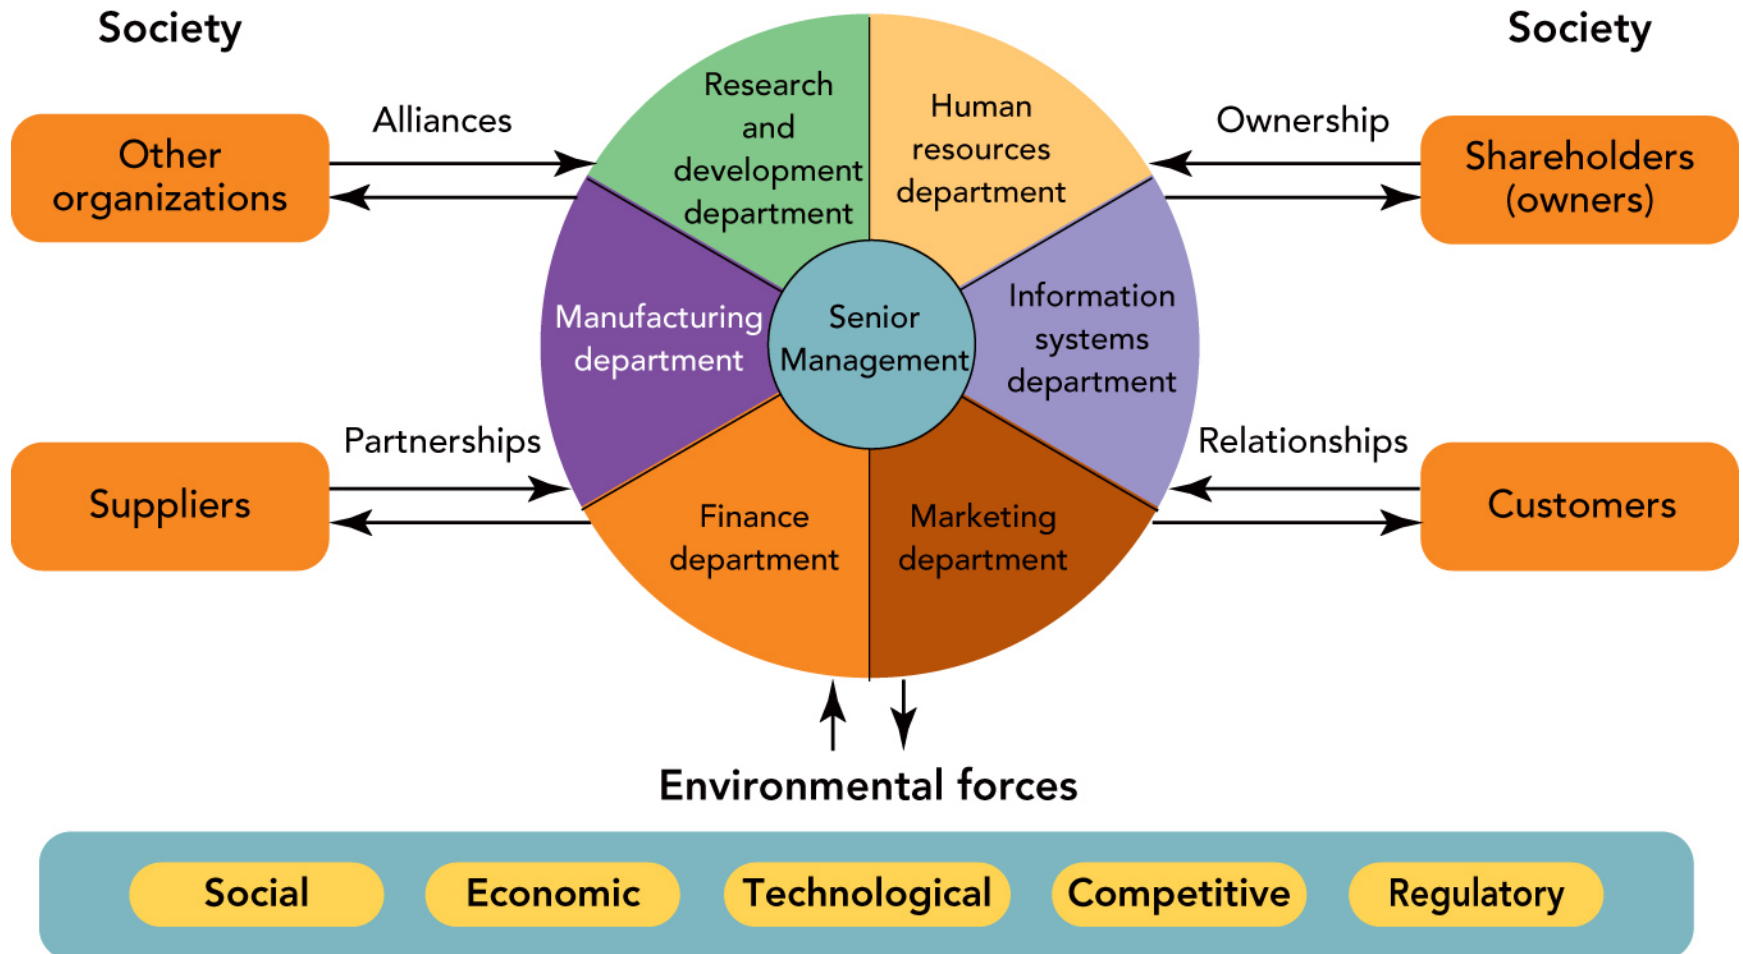 Society
Society
Alliances
Other
organizations
Research
and
development
department
Human
resources
department
Ownership
Shareholders
(owners)
Manufacturing
department
Senior
Management
Information
systems
department
Partnerships
Suppliers
Finance
department
Marketing
department
Relationships
Customers
Environmental forces
Social
Economic
Technological
Competitive
Regulatory